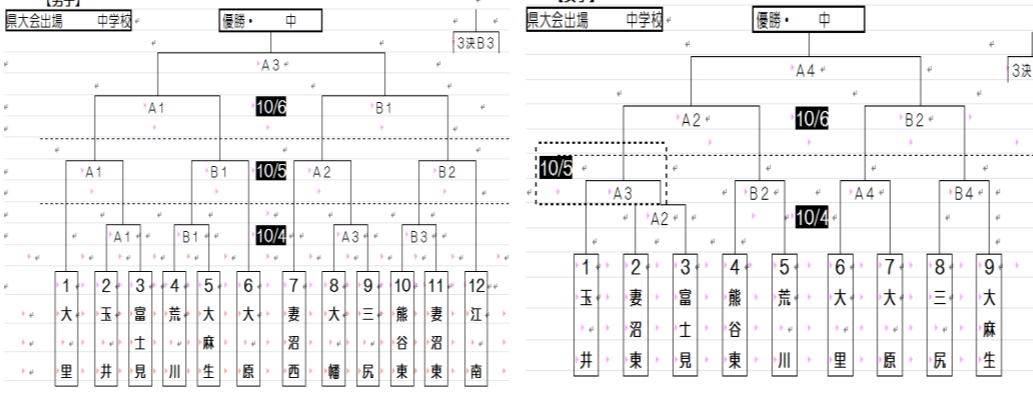 【男子】
県大会出場 中学校
優勝・ 中
3決B3
A3
A1 10/6 B1
A1 B1 10/5 A2 B2
A1 B1 10/4 A3 B3
1 大里
2 玉井
3 富士見
4 荒川
5 大麻生
6 大原
7 妻沼西
8 大幡
9 三尻
10 熊谷東
11 妻沼東
12 江南
県大会出場 中学校
優勝・ 中
3決
A4
A2 10/6 B2
10/5
A3 B2 A4 B4
A2 10/4
1 玉井
2 妻沼東
3 富士見
4 熊谷東
5 荒川
6 大里
7 大原
8 三尻
9 大麻生